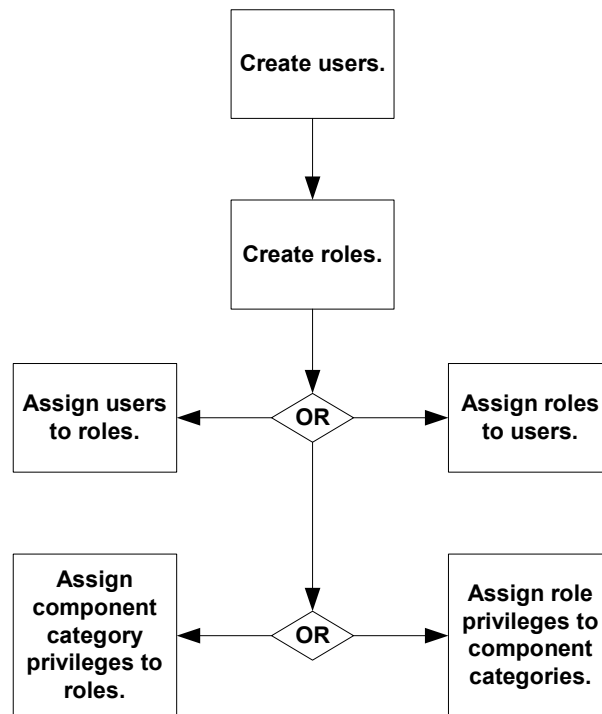 Create users.
Create roles.
Assign users
to roles.
OR
Assign roles
to users.
Assign
component
category
privileges to
roles.
OR
Assign role
privileges to
component
categories.